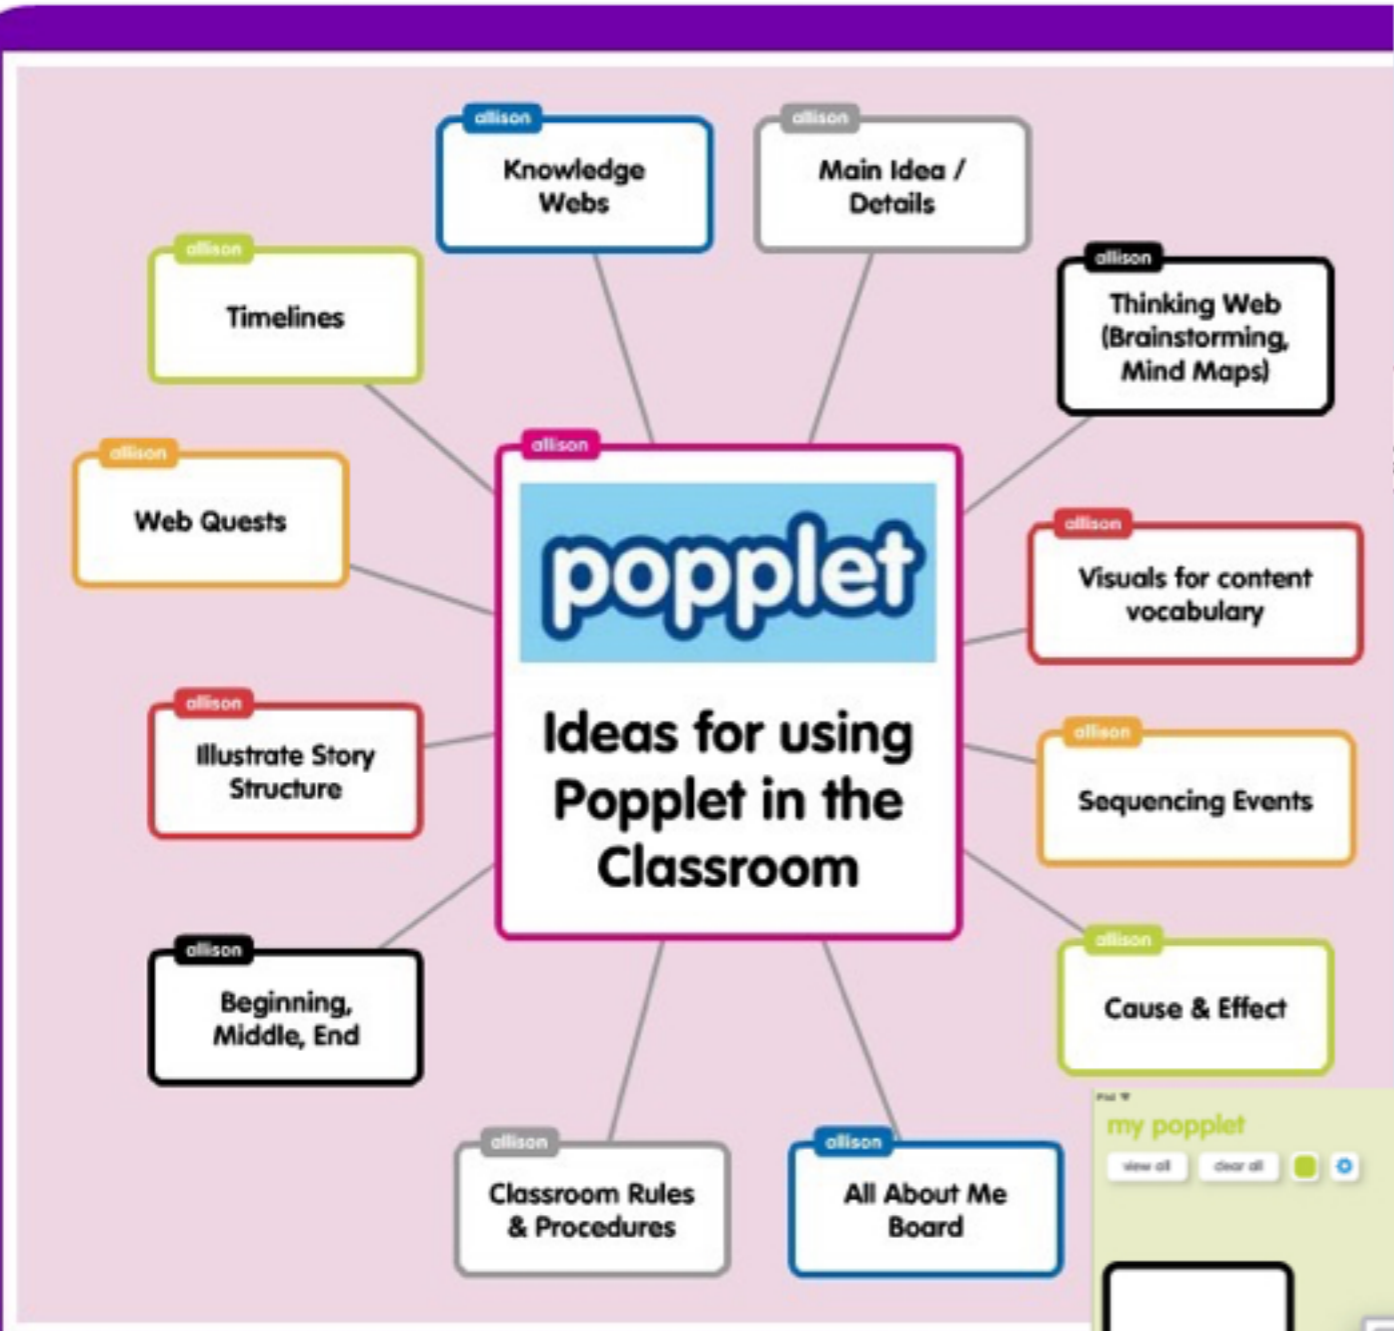 allison
Knowledge
Webs
allison
Main Idea /
Details
allison
Timelines
allison
Thinking Web
(Brainstorming,
Mind Maps)
allison
Web Quests
allison
popplet
Ideas for using
Popplet in the
Classroom
allison
Visuals for content
vocabulary
allison
Illustrate Story
Structure
allison
Sequencing Events
allison
Beginning,
Middle, End
allison
Cause & Effect
allison
Classroom Rules
& Procedures
allison
All About Me
Board
iPad
my popplet
view all
clear all